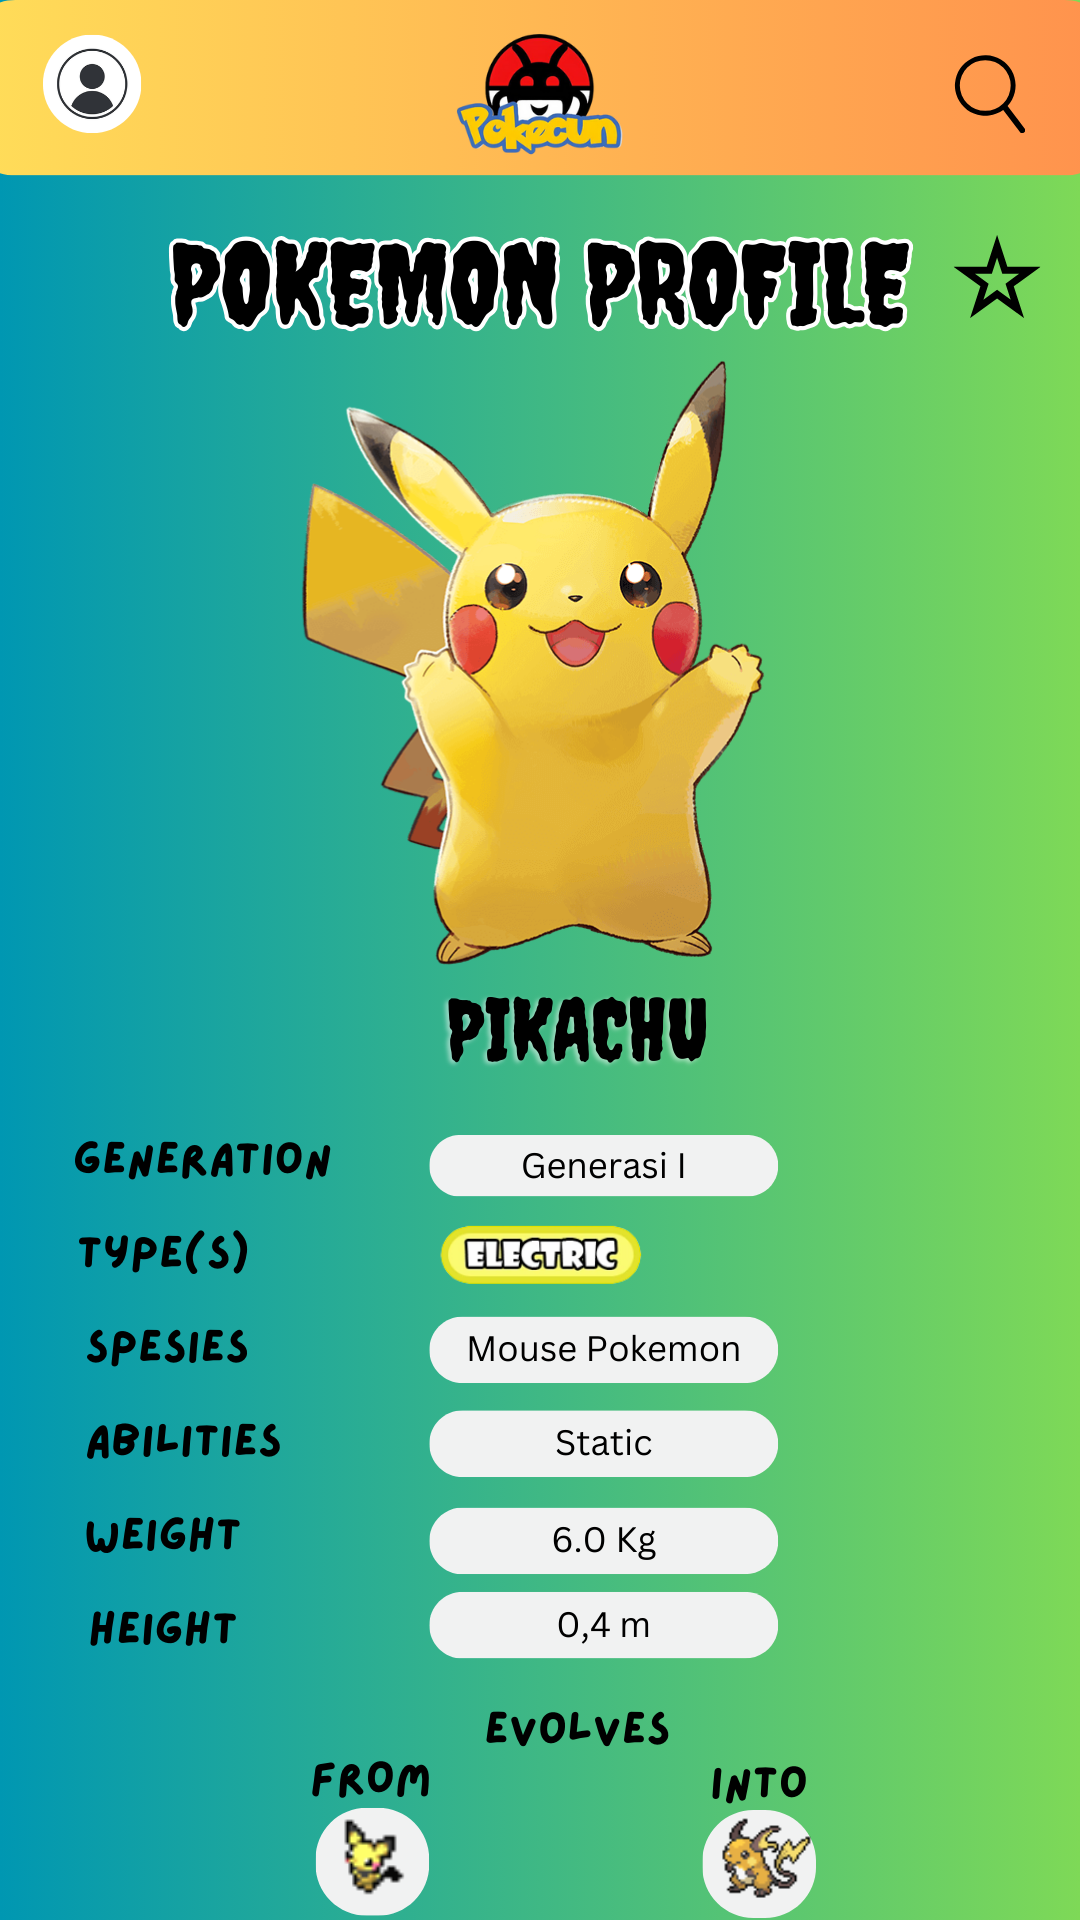 Pokecun
POKEMON PROFILE
PIKACHU
GENERATION
Generasi I
TYPE(S)
ELECTRIC
SPESIES
Mouse Pokemon
ABILITIES
Static
WEIGHT
6.0 Kg
HEIGHT
0,4 m
EVOLVES
FROM
INTO